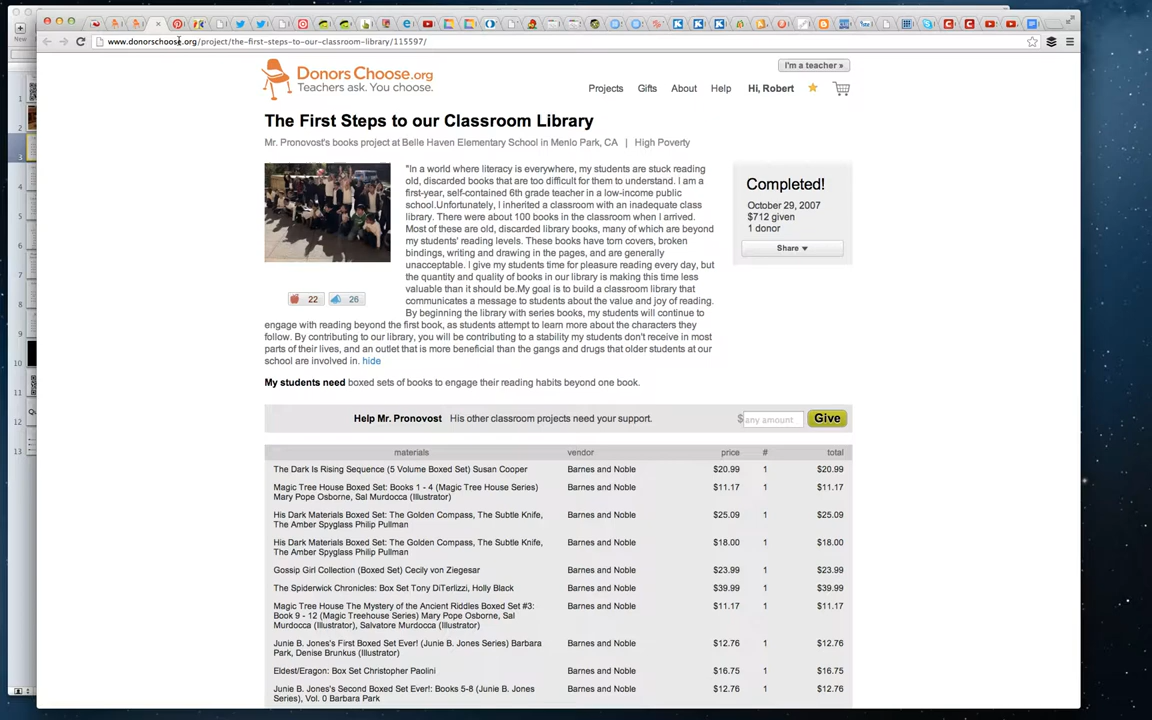 www.donorschoose.org/project/the-first-steps-to-our-classroom-library/115597/
New
I'm a teacher »
DonorsChoose.org
Teachers ask. You choose.
Projects Gifts About Help Hi, Robert
The First Steps to our Classroom Library
Mr. Pronovost's books project at Belle Haven Elementary School in Menlo Park, CA | High Poverty
"In a world where literacy is everywhere, my students are stuck reading
old, discarded books that are too difficult for them to understand. I am a
first-year, self-contained 6th grade teacher in a low-income public
school.Unfortunately, I inherited a classroom with an inadequate class
library. There were about 100 books in the classroom when I arrived.
Most of these are old, discarded library books, many of which are beyond
my students' reading levels. These books have torn covers, broken
bindings, writing and drawing in the pages, and are generally
unacceptable. I give my students time for pleasure reading every day, but
the quantity and quality of books in our library is making this time less
valuable than it should be.My goal is to build a classroom library that
communicates a message to students about the value and joy of reading.
By beginning the library with series books, my students will continue to
engage with reading beyond the first book, as students attempt to learn more about the characters they
follow. By contributing to our library, you will be contributing to a stability my students don't receive in most
parts of their lives, and an outlet that is more beneficial than the gangs and drugs that older students at our
school are involved in. hide
22 26
Completed!
October 29, 2007
$712 given
1 donor
Share ▾
My students need boxed sets of books to engage their reading habits beyond one book.
Help Mr. Pronovost His other classroom projects need your support. $ any amount Give
materials vendor price # total
The Dark Is Rising Sequence (5 Volume Boxed Set) Susan Cooper Barnes and Noble $20.99 1 $20.99
Magic Tree House Boxed Set: Books 1 - 4 (Magic Tree House Series) Barnes and Noble $11.17 1 $11.17
Mary Pope Osborne, Sal Murdocca (Illustrator)
His Dark Materials Boxed Set: The Golden Compass, The Subtle Knife, Barnes and Noble $25.09 1 $25.09
The Amber Spyglass Philip Pullman
His Dark Materials Boxed Set: The Golden Compass, The Subtle Knife, Barnes and Noble $18.00 1 $18.00
The Amber Spyglass Philip Pullman
Gossip Girl Collection (Boxed Set) Cecily von Ziegesar Barnes and Noble $23.99 1 $23.99
The Spiderwick Chronicles: Box Set Tony DiTerlizzi, Holly Black Barnes and Noble $39.99 1 $39.99
Magic Tree House The Mystery of the Ancient Riddles Boxed Set #3: Barnes and Noble $11.17 1 $11.17
Book 9 - 12 (Magic Treehouse Series) Mary Pope Osborne, Sal
Murdocca (Illustrator), Salvatore Murdocca (Illustrator)
Junie B. Jones's First Boxed Set Ever! (Junie B. Jones Series) Barbara Barnes and Noble $12.76 1 $12.76
Park, Denise Brunkus (Illustrator)
Eldest/Eragon: Box Set Christopher Paolini Barnes and Noble $16.75 1 $16.75
Junie B. Jones's Second Boxed Set Ever!: Books 5-8 (Junie B. Jones Barnes and Noble $12.76 1 $12.76
Series), Vol. 0 Barbara Park
1
2
3
4
5
6
7
8
9
10
11
12
13